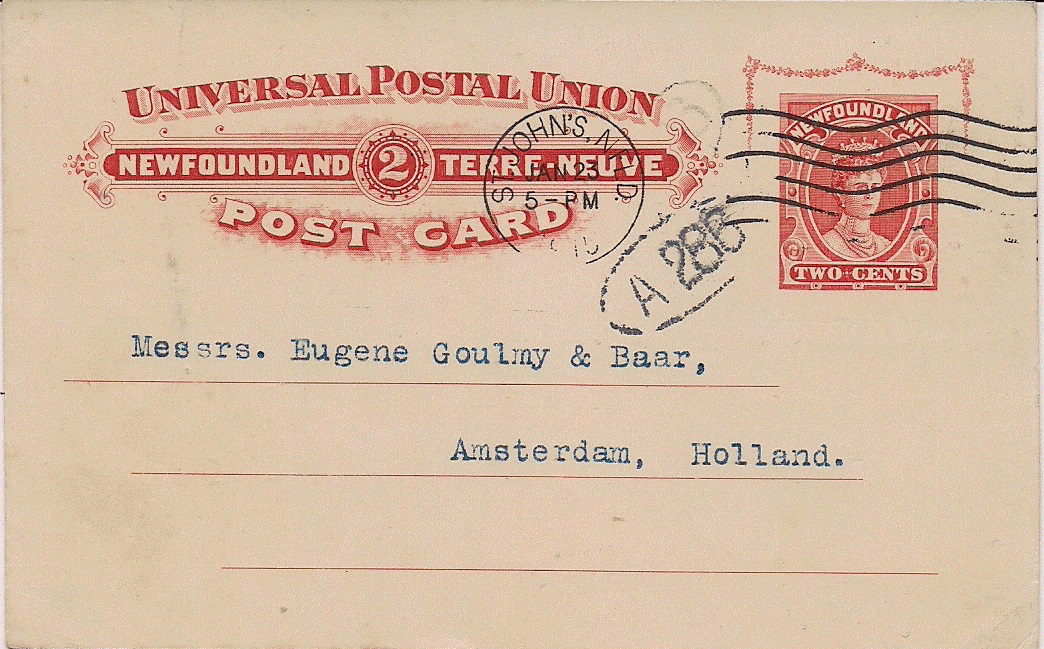 UNIVERSAL POSTAL UNION
NEWFOUNDLAND 2 TERRE-NEUVE
POST CARD
ST. JOHN'S, NFLD.
JAN 23
5-PM
A 286
NEWFOUNDLAND
TWO CENTS
Messrs. Eugene Goulmy & Baar,
Amsterdam, Holland.